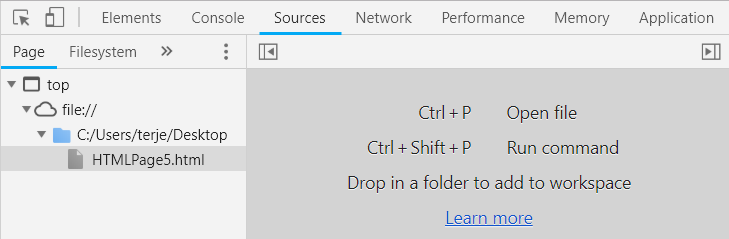 Elements Console Sources Network Performance Memory Application
Page Filesystem »
top
file://
C:/Users/terje/Desktop
HTMLPage5.html
Ctrl + P Open file
Ctrl + Shift + P Run command
Drop in a folder to add to workspace
Learn more